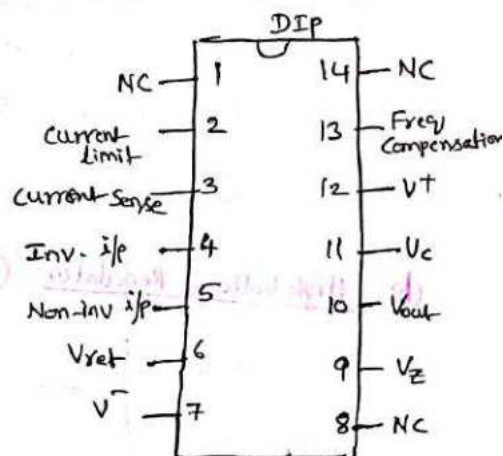 DIp
NC 1
14 NC
Current Limit 2
13 Freq Compensation
Current Sense 3
12 V+
Inv. i/p 4
11 Vc
Non-inv i/p 5
10 Vout
Vref 6
9 Vz
V- 7
8 NC